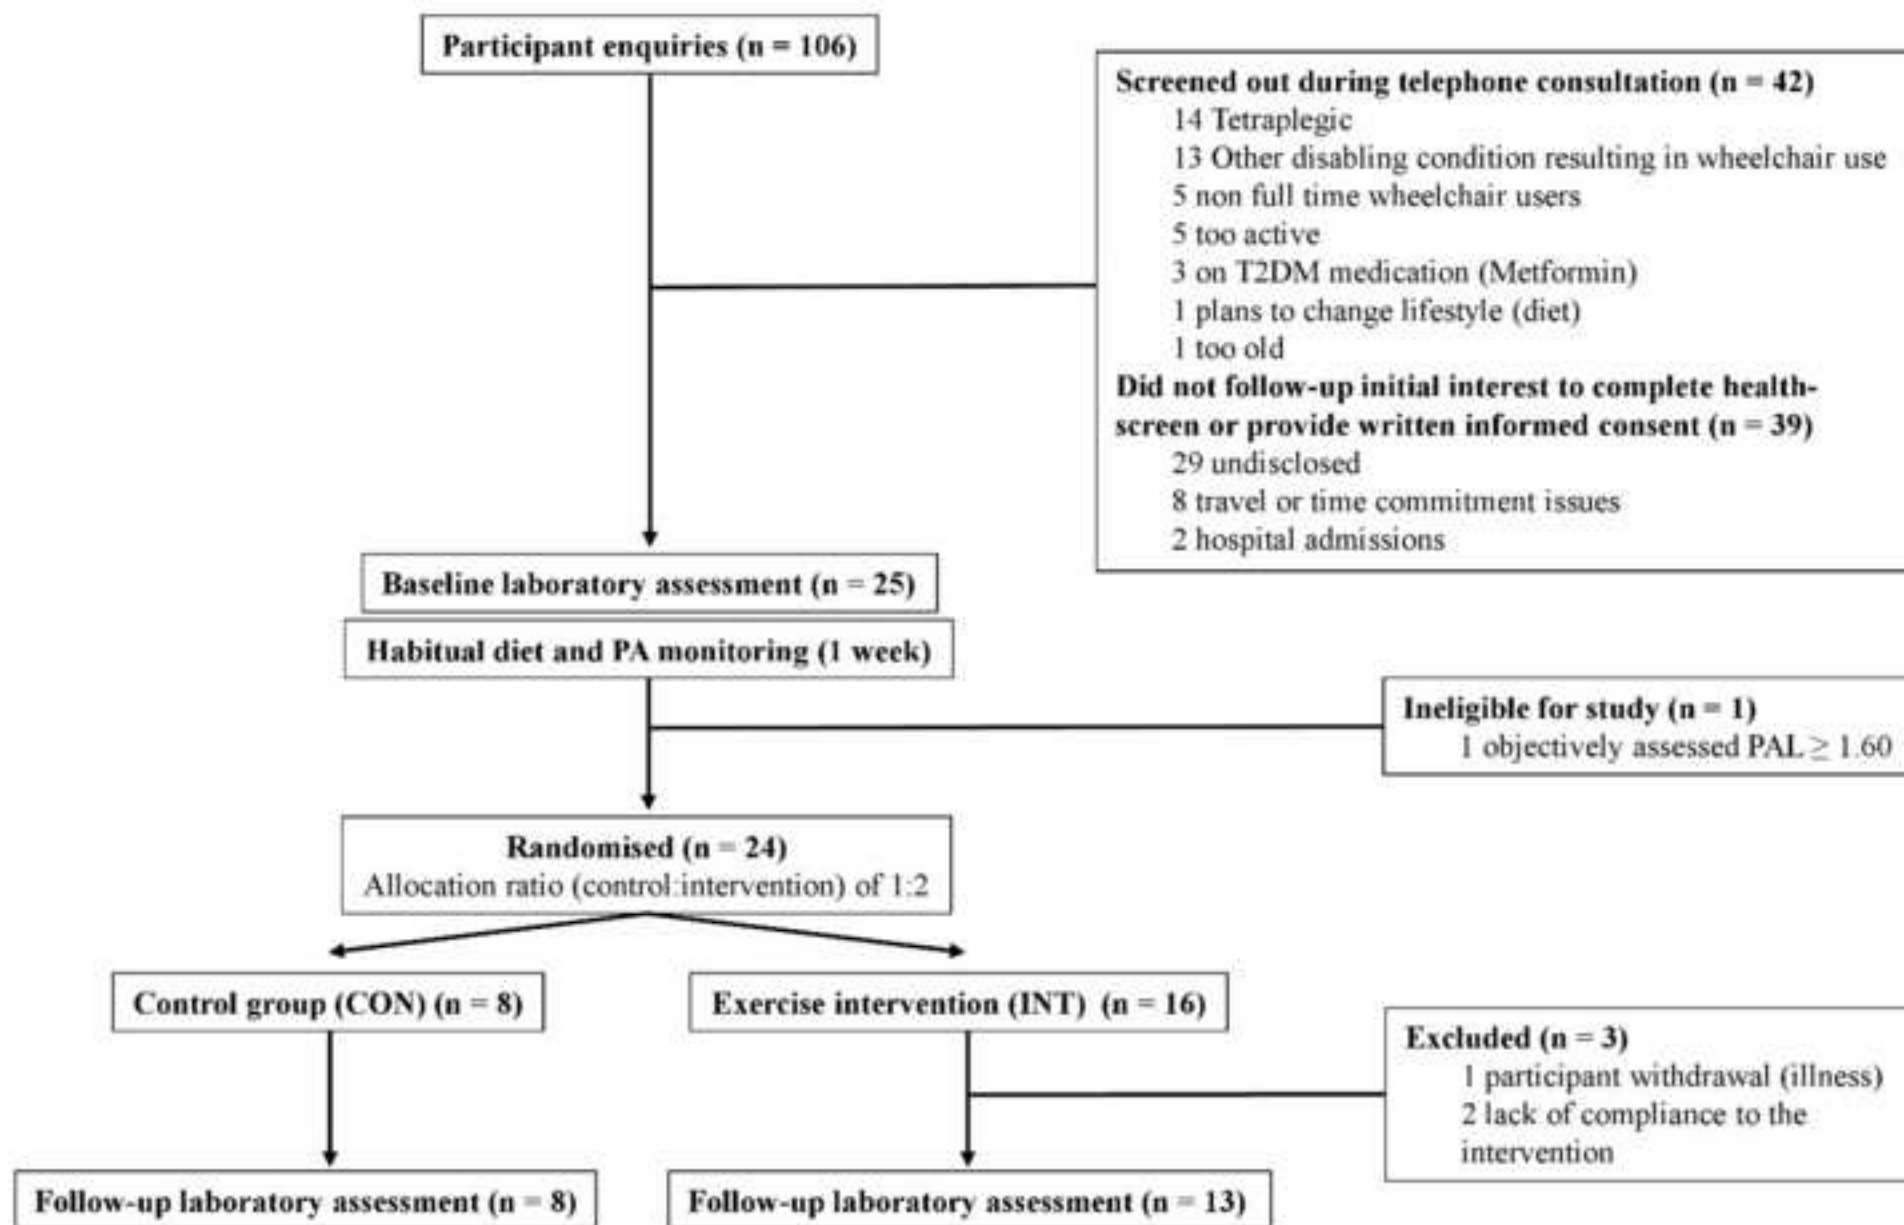 Participant enquiries (n = 106)
Screened out during telephone consultation (n = 42)
14 Tetraplegic
13 Other disabling condition resulting in wheelchair use
5 non full time wheelchair users
5 too active
3 on T2DM medication (Metformin)
1 plans to change lifestyle (diet)
1 too old
Did not follow-up initial interest to complete health-
screen or provide written informed consent (n = 39)
29 undisclosed
8 travel or time commitment issues
2 hospital admissions
Baseline laboratory assessment (n = 25)
Habitual diet and PA monitoring (1 week)
Ineligible for study (n = 1)
1 objectively assessed PAL ≥ 1.60
Randomised (n = 24)
Allocation ratio (control:intervention) of 1:2
Control group (CON) (n = 8)
Exercise intervention (INT) (n = 16)
Excluded (n = 3)
1 participant withdrawal (illness)
2 lack of compliance to the
intervention
Follow-up laboratory assessment (n = 8)
Follow-up laboratory assessment (n = 13)